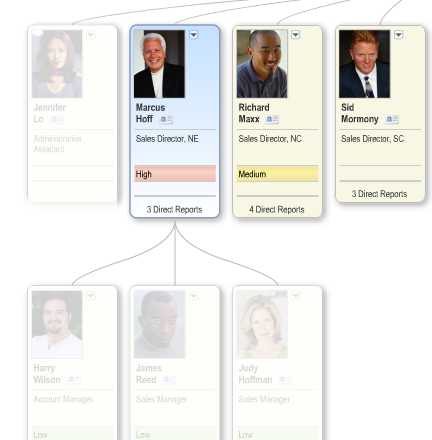 Jennifer
Lo
Administrative
Assistant
Marcus
Hoff
Sales Director, NE
High
3 Direct Reports
Richard
Maxx
Sales Director, NC
Medium
4 Direct Reports
Sid
Mormony
Sales Director, SC
3 Direct Reports
Harry
Wilson
Account Manager
Low
James
Reed
Sales Manager
Low
Judy
Hoffman
Sales Manager
Low